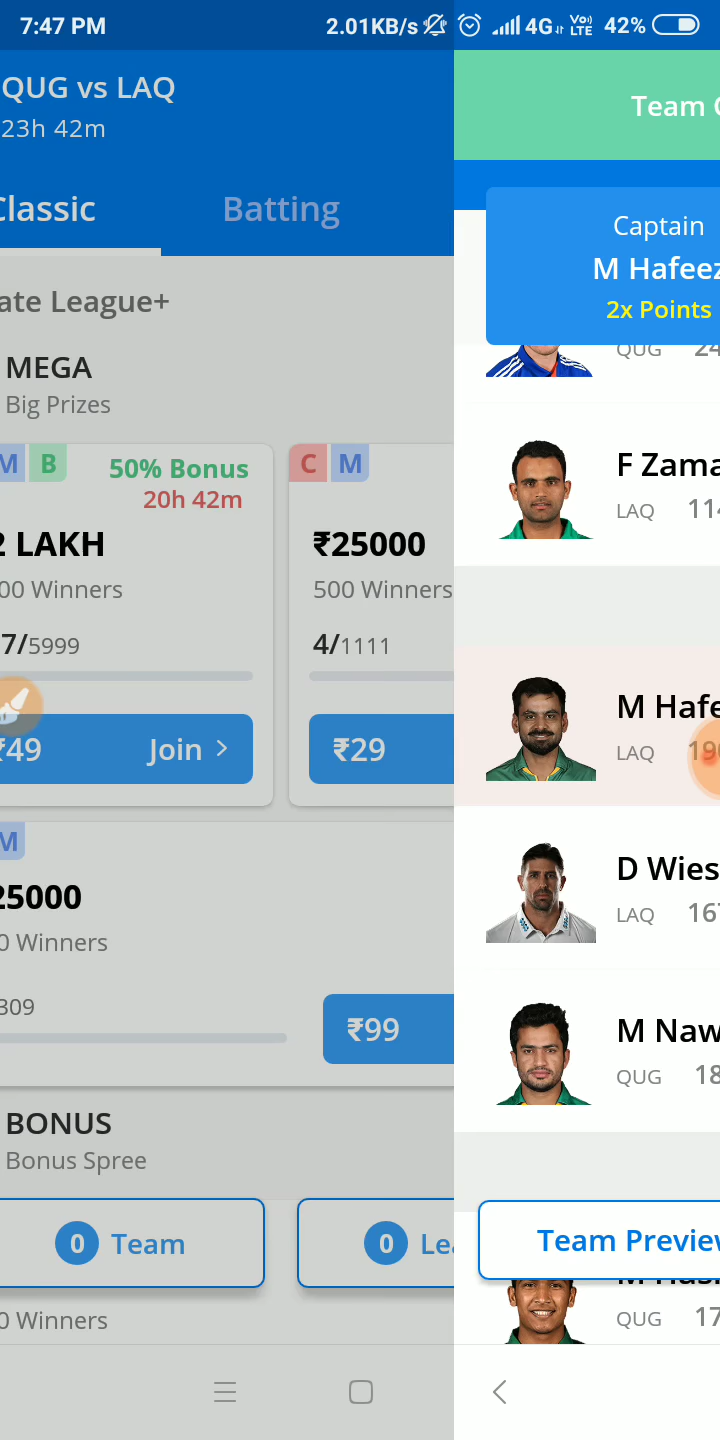 7:47 PM
2.01KB/s
4G
Vo)
LTE
42%
QUG vs LAQ
23h 42m
Classic
Batting
MEGA
Big Prizes
M
B
50% Bonus
20h 42m
2 LAKH
00 Winners
7/5999
₹49
Join
C
M
₹25000
500 Winners
4/1111
₹29
M
25000
0 Winners
309
₹99
BONUS
Bonus Spree
0 Team
0
0 Winners
Team
Captain
M Hafeez
2x Points
QUG
F Zama
LAQ
M Hafe
LAQ
D Wies
LAQ
M Naw
QUG
Team Preview
QUG